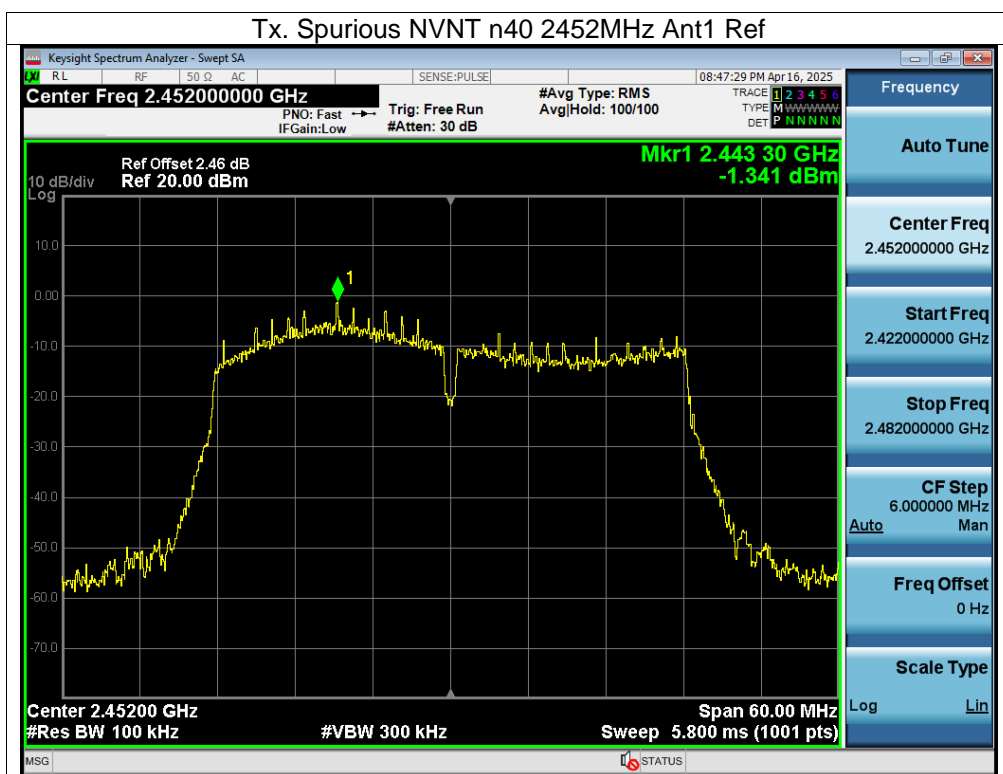 Tx. Spurious NVNT n40 2452MHz Ant1 Ref
Keysight Spectrum Analyzer - Swept SA
LXI RL RF 50 Ω AC SENSE:PULSE 08:47:29 PM Apr 16, 2025
Center Freq 2.452000000 GHz
PNO: Fast
IFGain:Low
Trig: Free Run
#Atten: 30 dB
#Avg Type: RMS
Avg|Hold: 100/100
TRACE 1 2 3 4 5 6
TYPE M WWWWW
DET P N N N N N
Mkr1 2.443 30 GHz
-1.341 dBm
Ref Offset 2.46 dB
10 dB/div Ref 20.00 dBm
Log
10.0
0.00
-10.0
-20.0
-30.0
-40.0
-50.0
-60.0
-70.0
1
Center 2.45200 GHz Span 60.00 MHz
#Res BW 100 kHz #VBW 300 kHz Sweep 5.800 ms (1001 pts)
MSG STATUS
Frequency
Auto Tune
Center Freq
2.452000000 GHz
Start Freq
2.422000000 GHz
Stop Freq
2.482000000 GHz
CF Step
6.000000 MHz
Auto Man
Freq Offset
0 Hz
Scale Type
Log Lin